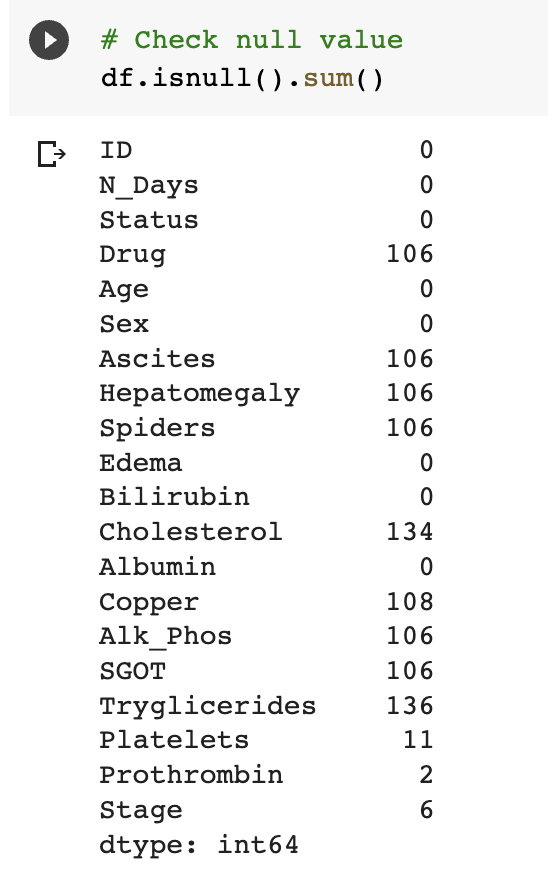 # Check null value
df.isnull().sum()
ID 0
N_Days 0
Status 0
Drug 106
Age 0
Sex 0
Ascites 106
Hepatomegaly 106
Spiders 106
Edema 0
Bilirubin 0
Cholesterol 134
Albumin 0
Copper 108
Alk_Phos 106
SGOT 106
Tryglicerides 136
Platelets 11
Prothrombin 2
Stage 6
dtype: int64